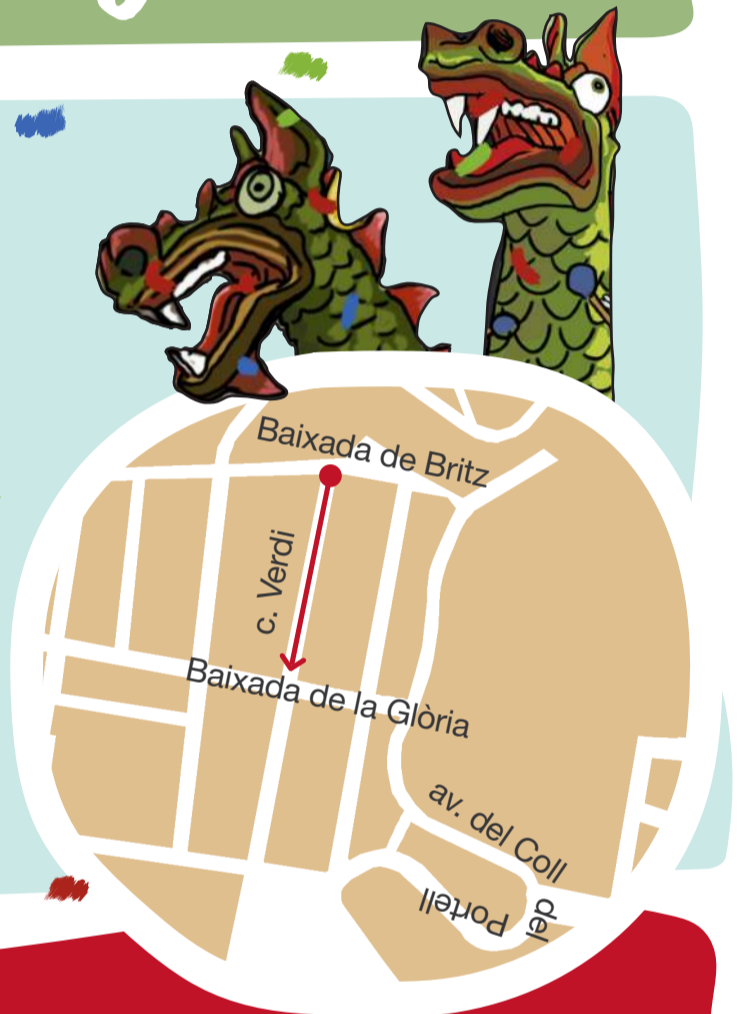 Baixada de Britz
c. Verdi
Baixada de la Glòria
av. del Coll
del
Portell